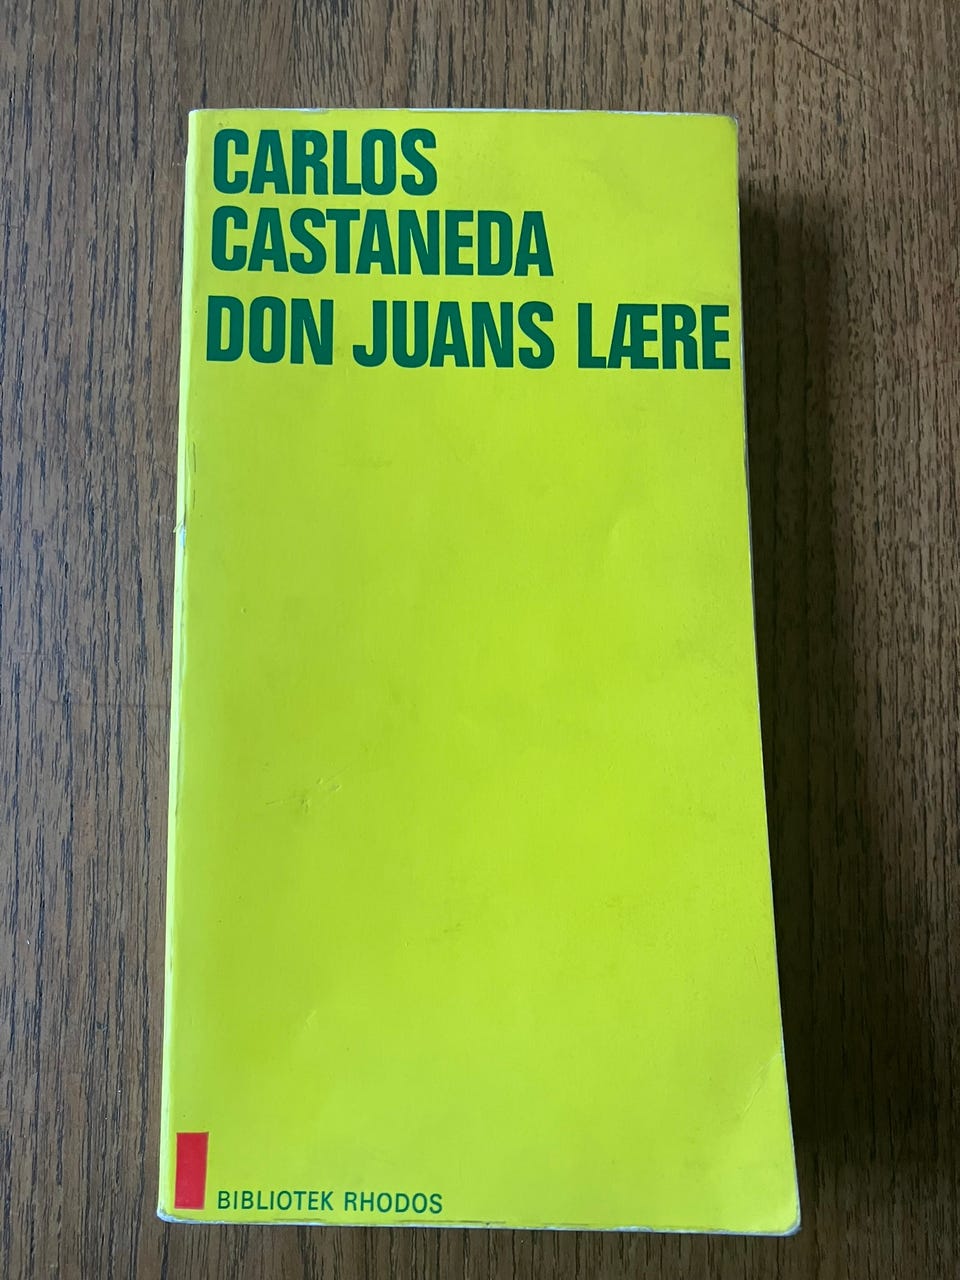 CARLOS
CASTANEDA
DON JUANS LÆRE
BIBLIOTEK RHODOS